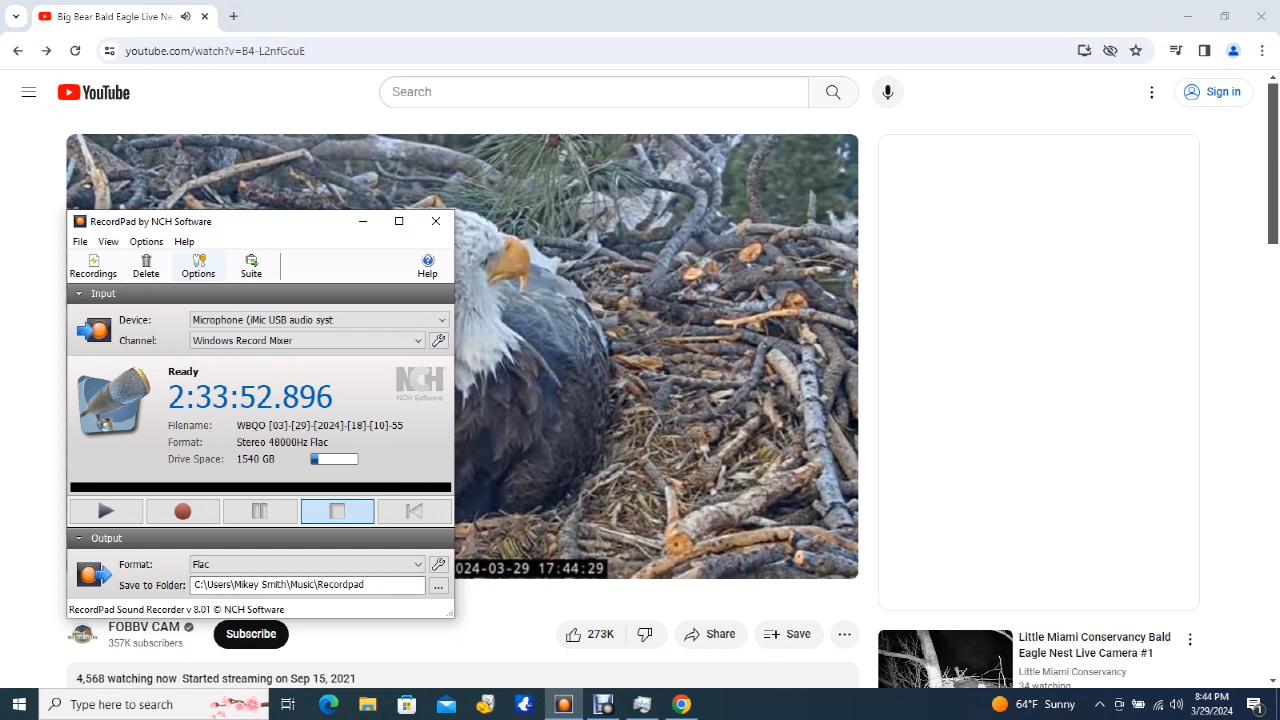 Big Bear Bald Eagle Live Ne
youtube.com/watch?v=B4-L2nfGcuE
YouTube
Search
Sign in
RecordPad by NCH Software
File View Options Help
Recordings Delete Options Suite Help
Input
Device: Microphone (iMic USB audio syst
Channel: Windows Record Mixer
Ready
2:33:52.896
NCH
NCH Software
Filename: WBQO [03]-[29]-[2024]-[18]-[10]-55
Format: Stereo 48000Hz Flac
Drive Space: 1540 GB
Output
Format: Flac
Save to Folder: C:\Users\Mikey Smith\Music\Recordpad
...
RecordPad Sound Recorder v 8.01 © NCH Software
024-03-29 17:44:29
FOBBV CAM
357K subscribers
Subscribe
273K
Share
Save
4,568 watching now Started streaming on Sep 15, 2021
Little Miami Conservancy Bald
Eagle Nest Live Camera #1
Little Miami Conservancy
34 watching
Type here to search
64°F Sunny
8:44 PM
3/29/2024
1